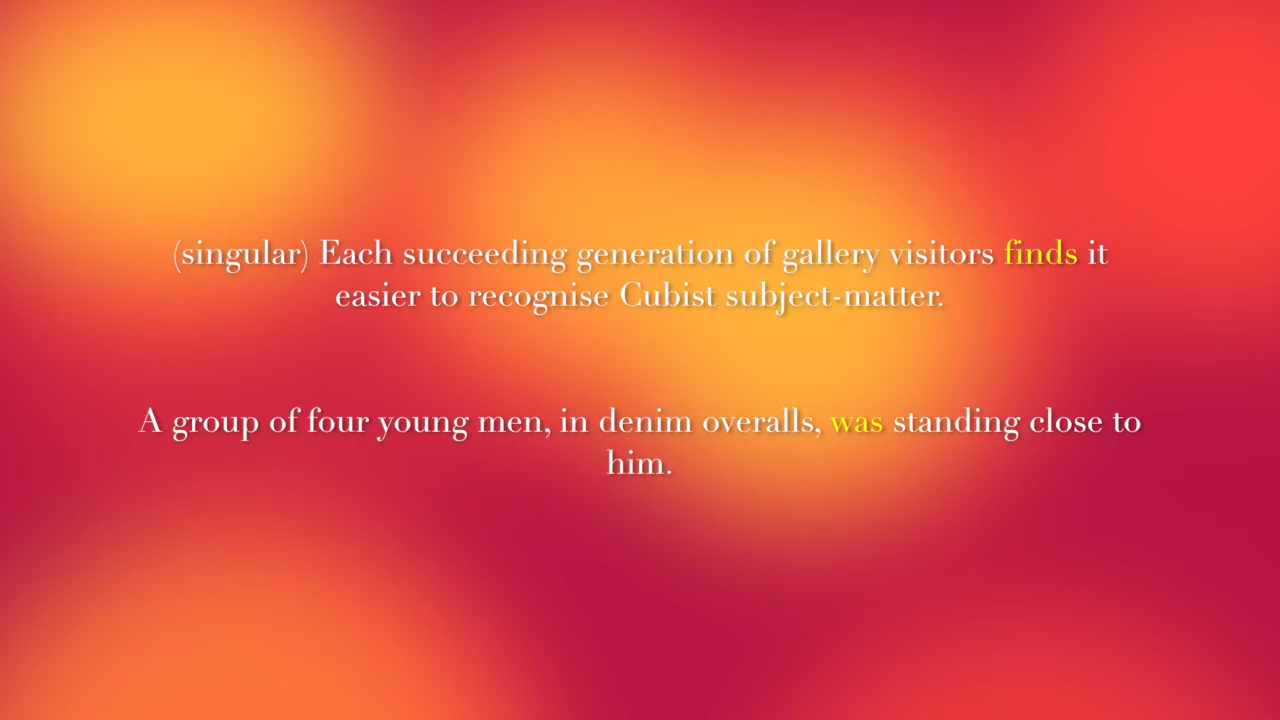 (singular) Each succeeding generation of gallery visitors finds it
easier to recognise Cubist subject-matter.
A group of four young men, in denim overalls, was standing close to
him.